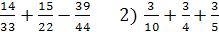 14/33 + 15/22 − 39/44 2) 3/10 + 3/4 + 3/5